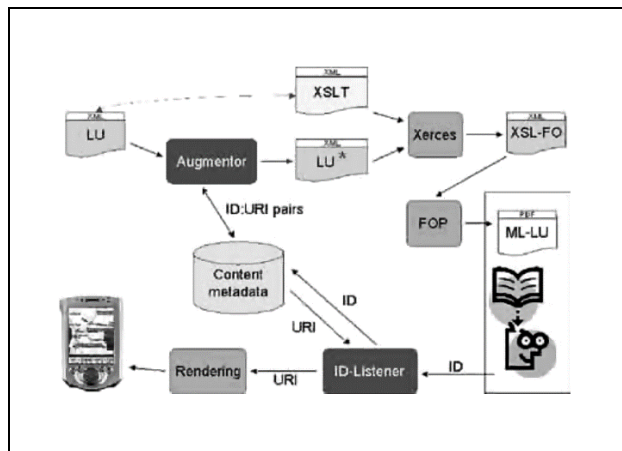 XML
XSLT
XML
LU
Augmentor
XML
LU*
Xerces
XML
XSL-FO
ID:URI pairs
FOP
PDF
ML-LU
Content
metadata
ID
URI
Rendering
URI
ID-Listener
ID